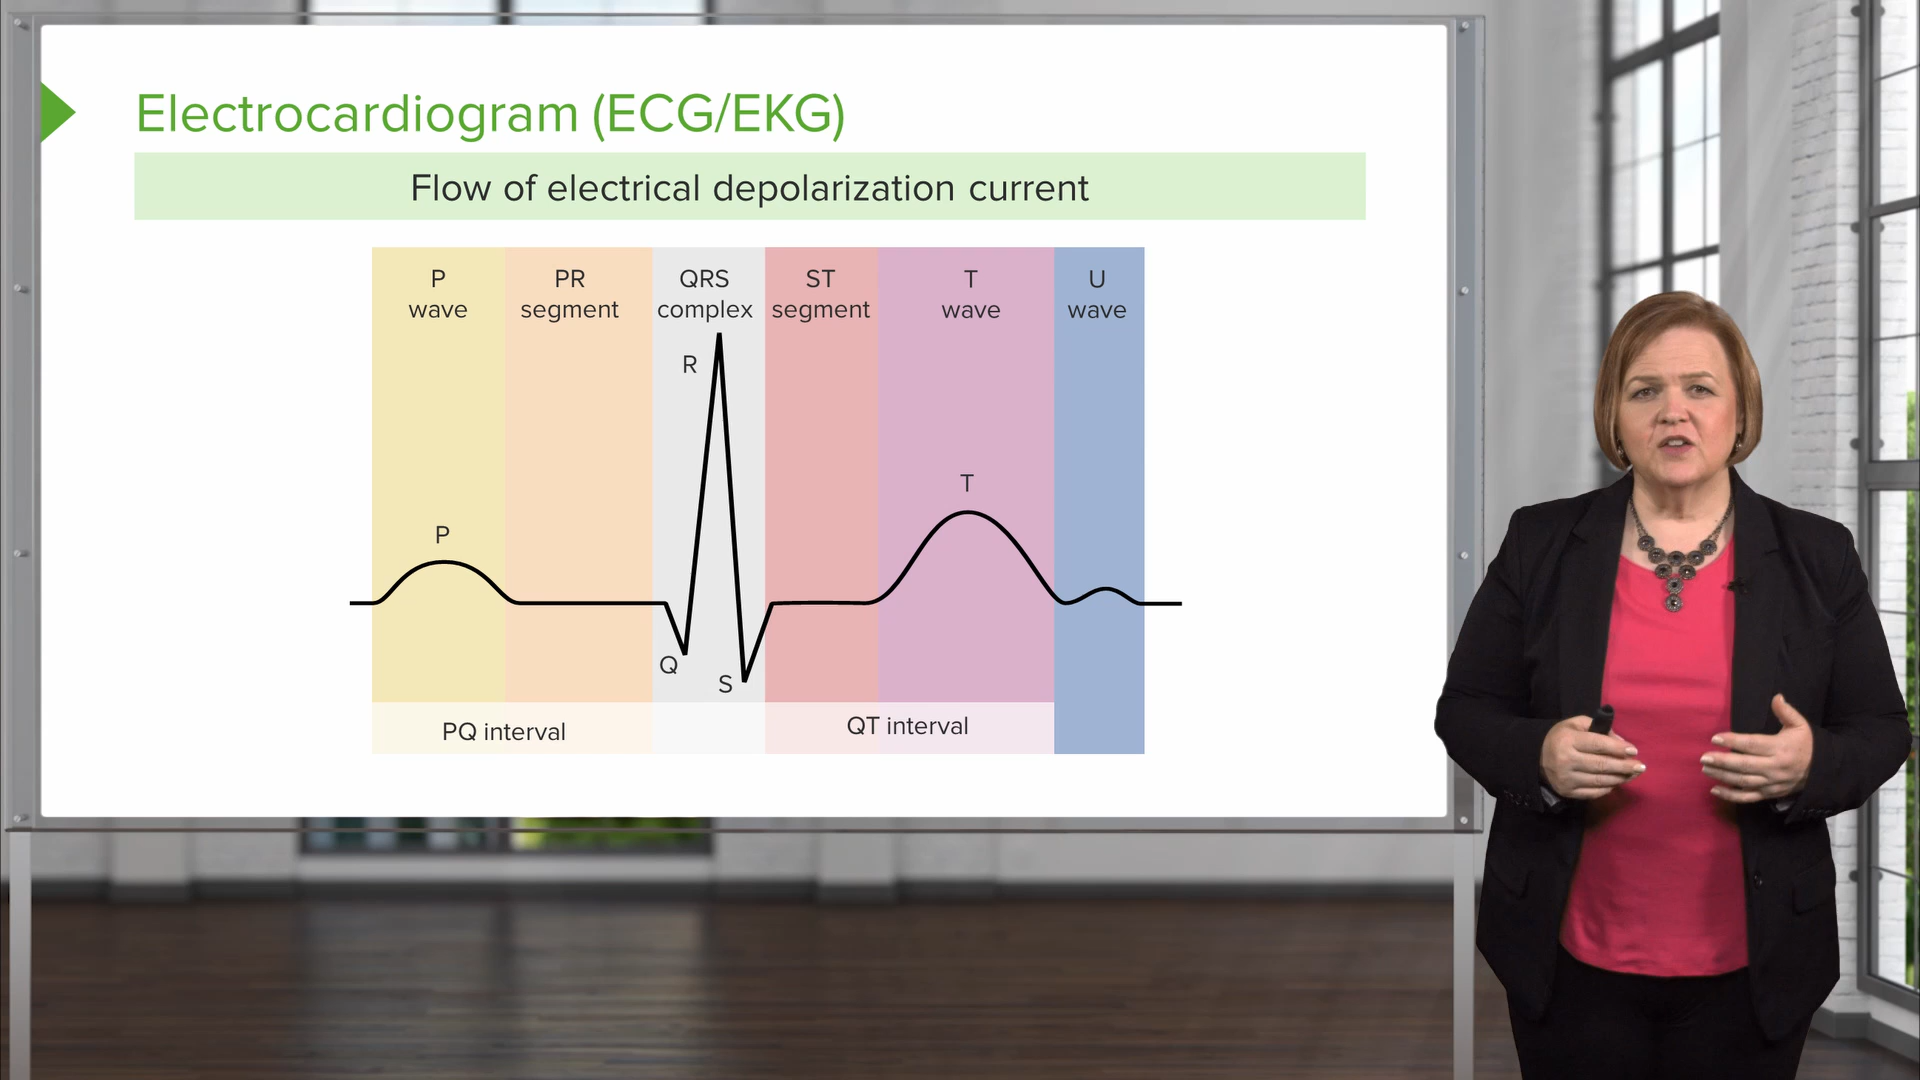 Electrocardiogram (ECG/EKG)
Flow of electrical depolarization current
P wave
PR segment
QRS complex
ST segment
T wave
U wave
R
T
P
Q
S
PQ interval
QT interval